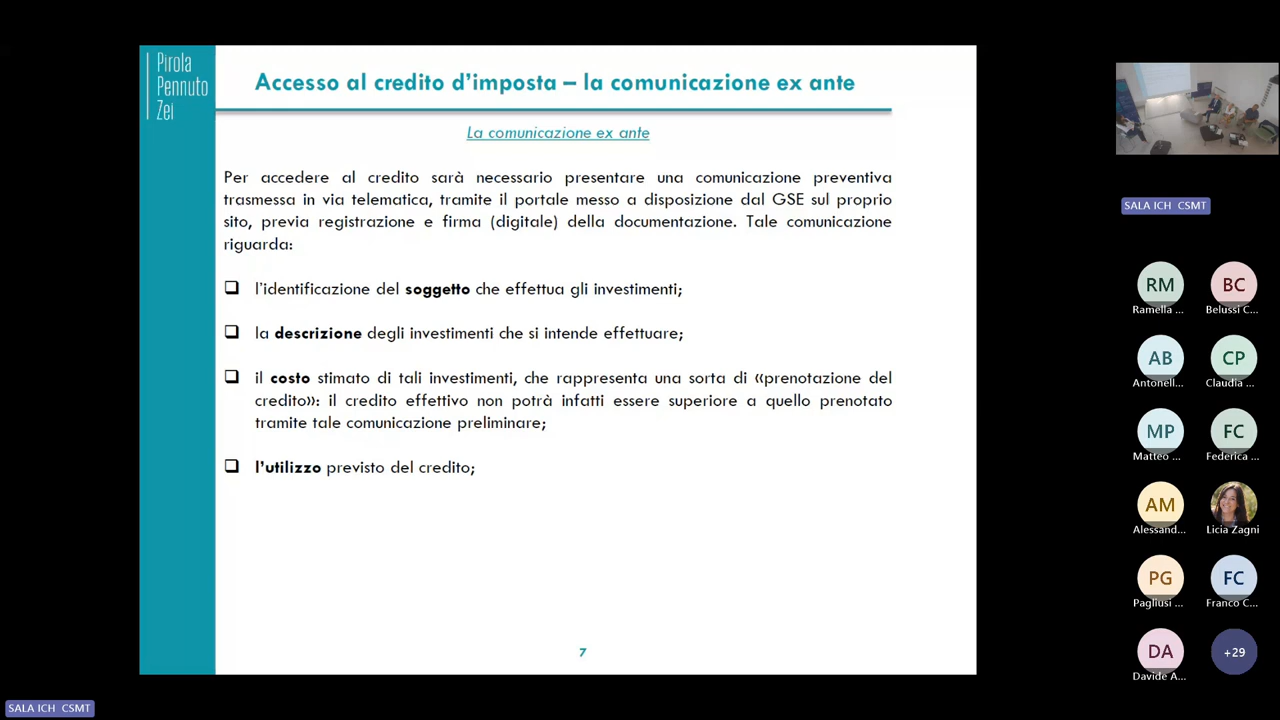 Pirola
Pennuto
Zei
Accesso al credito d'imposta – la comunicazione ex ante
La comunicazione ex ante
Per accedere al credito sarà necessario presentare una comunicazione preventiva
trasmessa in via telematica, tramite il portale messo a disposizione dal GSE sul proprio
sito, previa registrazione e firma (digitale) della documentazione. Tale comunicazione
riguarda:
❑ l'identificazione del soggetto che effettua gli investimenti;
❑ la descrizione degli investimenti che si intende effettuare;
❑ il costo stimato di tali investimenti, che rappresenta una sorta di «prenotazione del
credito»: il credito effettivo non potrà infatti essere superiore a quello prenotato
tramite tale comunicazione preliminare;
❑ l'utilizzo previsto del credito;
7
SALA ICH CSMT
RM BC
Ramella ... Belussi C...
AB CP
Antonell... Claudia ...
MP FC
Matteo ... Federica ...
AM
Alessand... Licia Zagni
PG FC
Pagliusi ... Franco C...
DA +29
Davide A...
SALA ICH CSMT